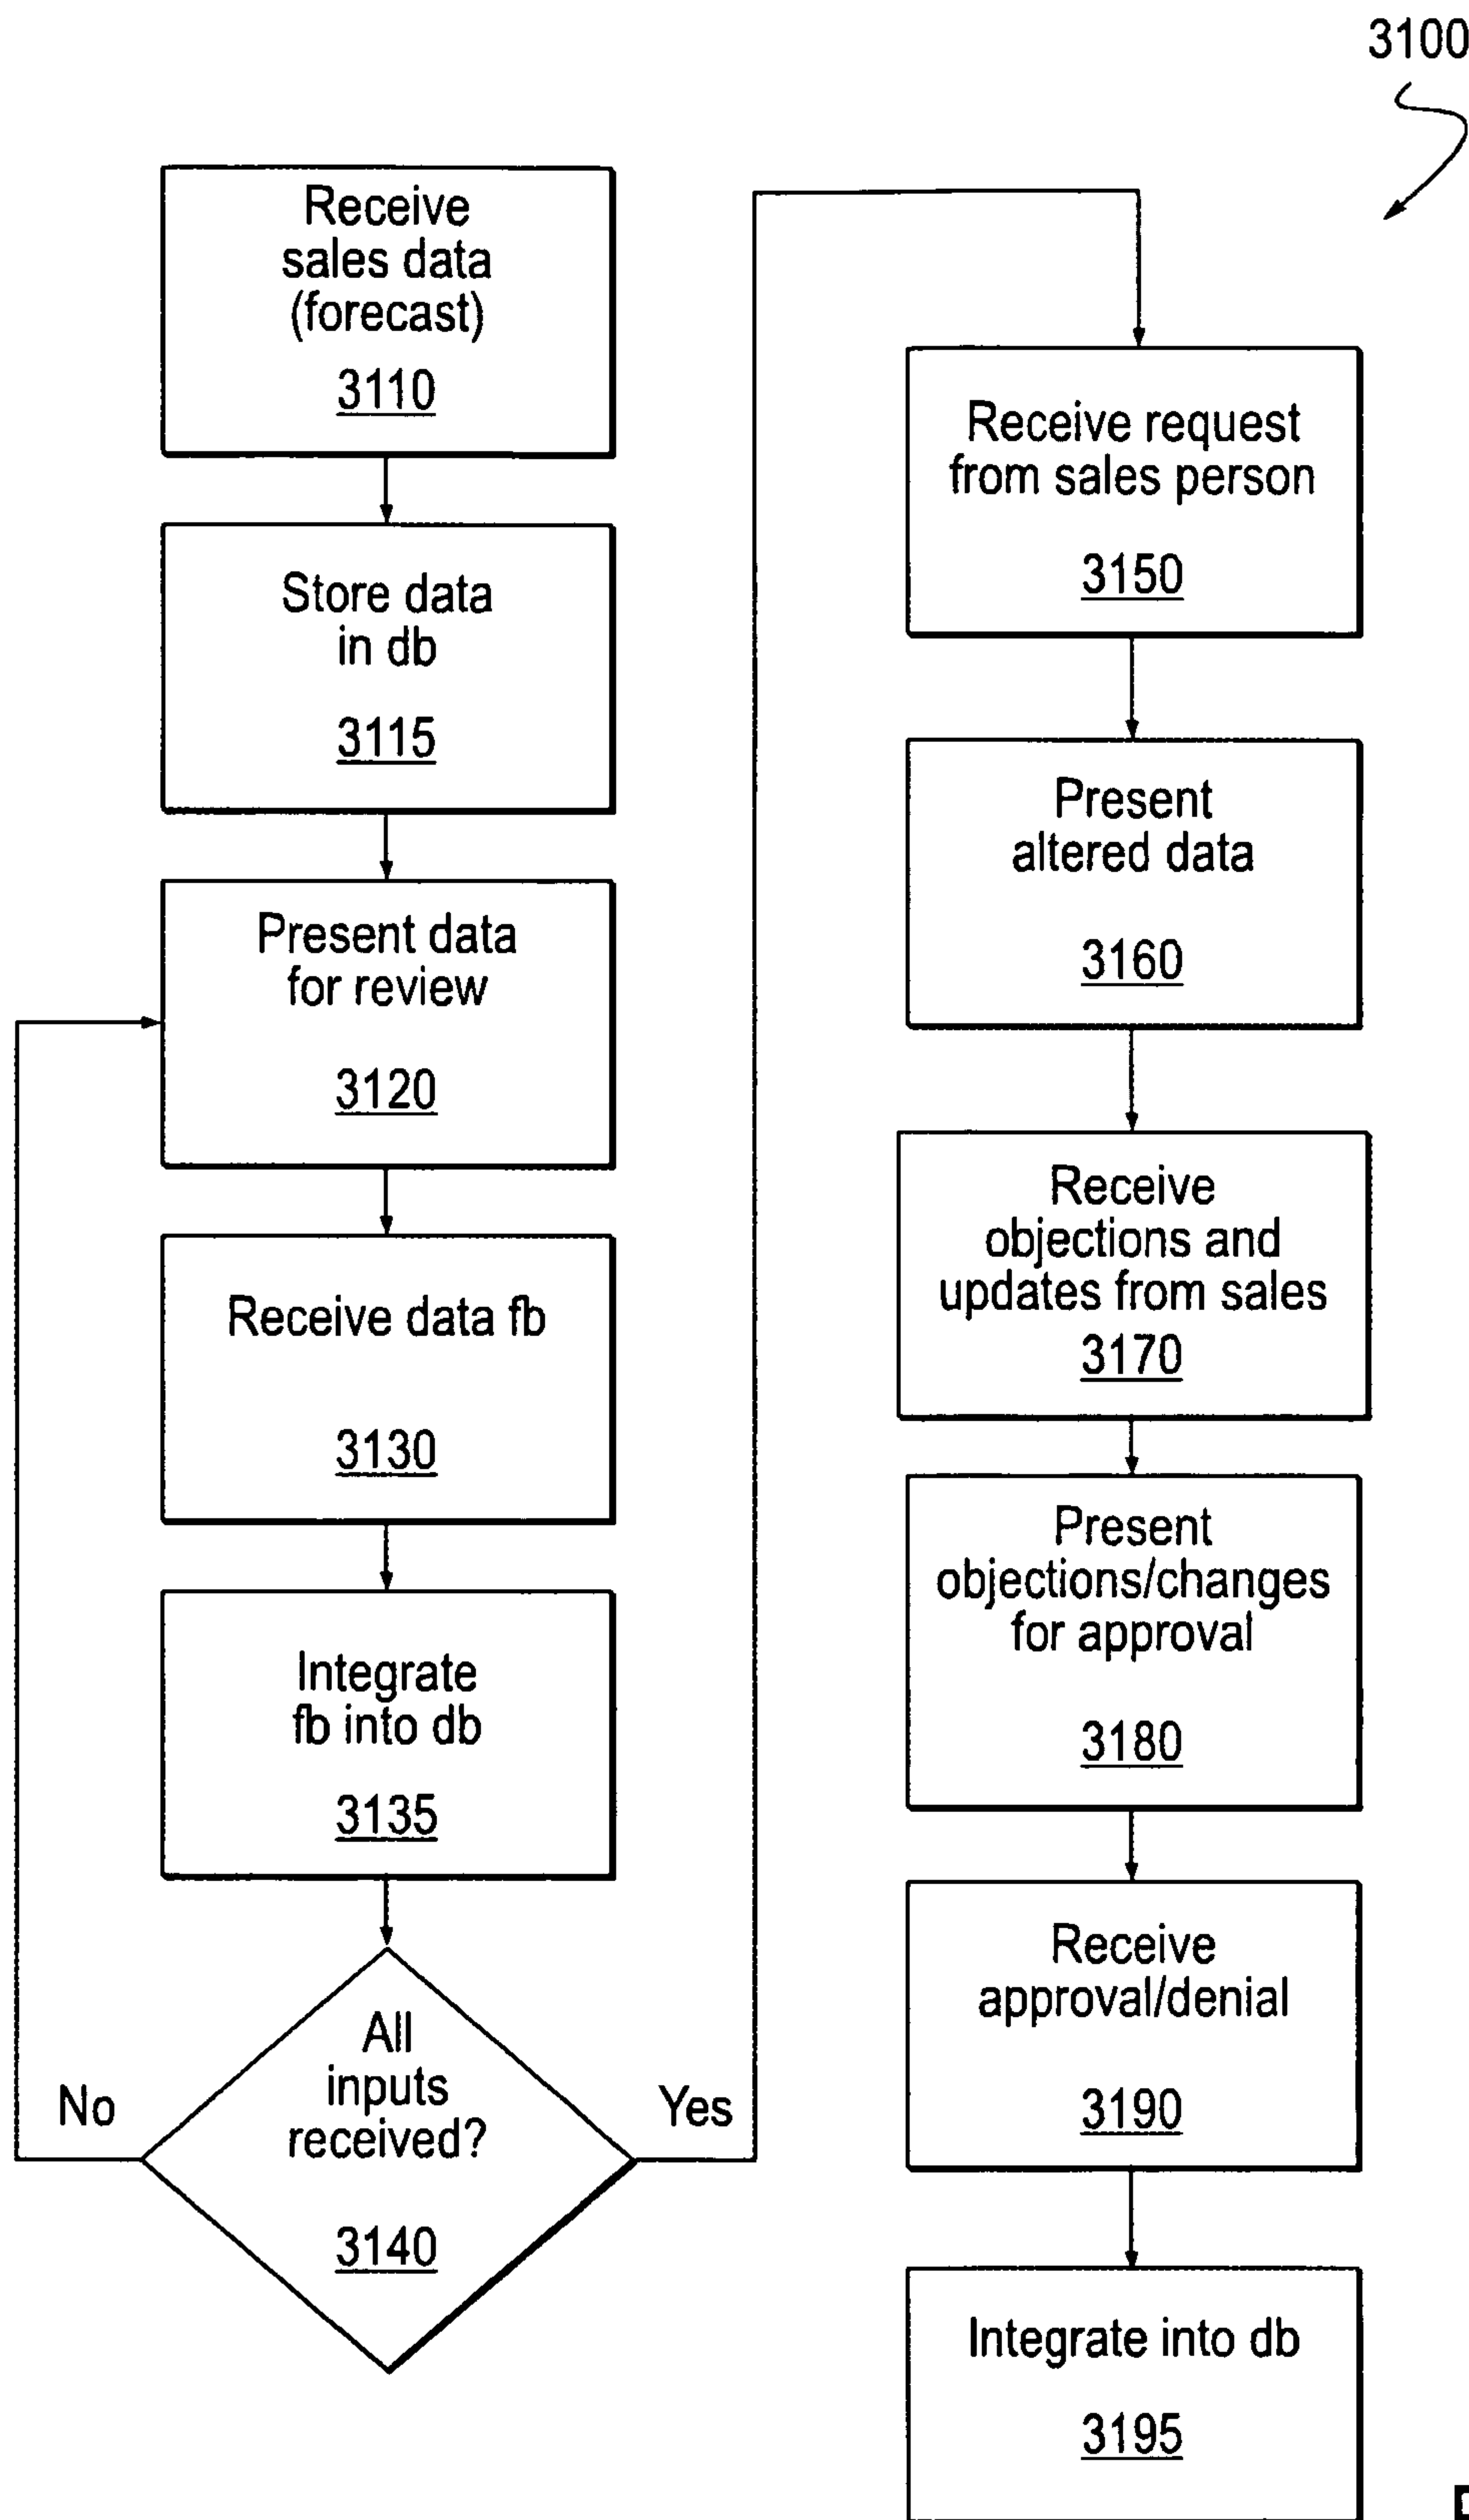 3100
Receive
sales data
(forecast)
3110
Store data
in db
3115
Present data
for review
3120
Receive data fb
3130
Integrate
fb into db
3135
All
inputs
received?
3140
No
Yes
Receive request
from sales person
3150
Present
altered data
3160
Receive
objections and
updates from sales
3170
Present
objections/changes
for approval
3180
Receive
approval/denial
3190
Integrate into db
3195